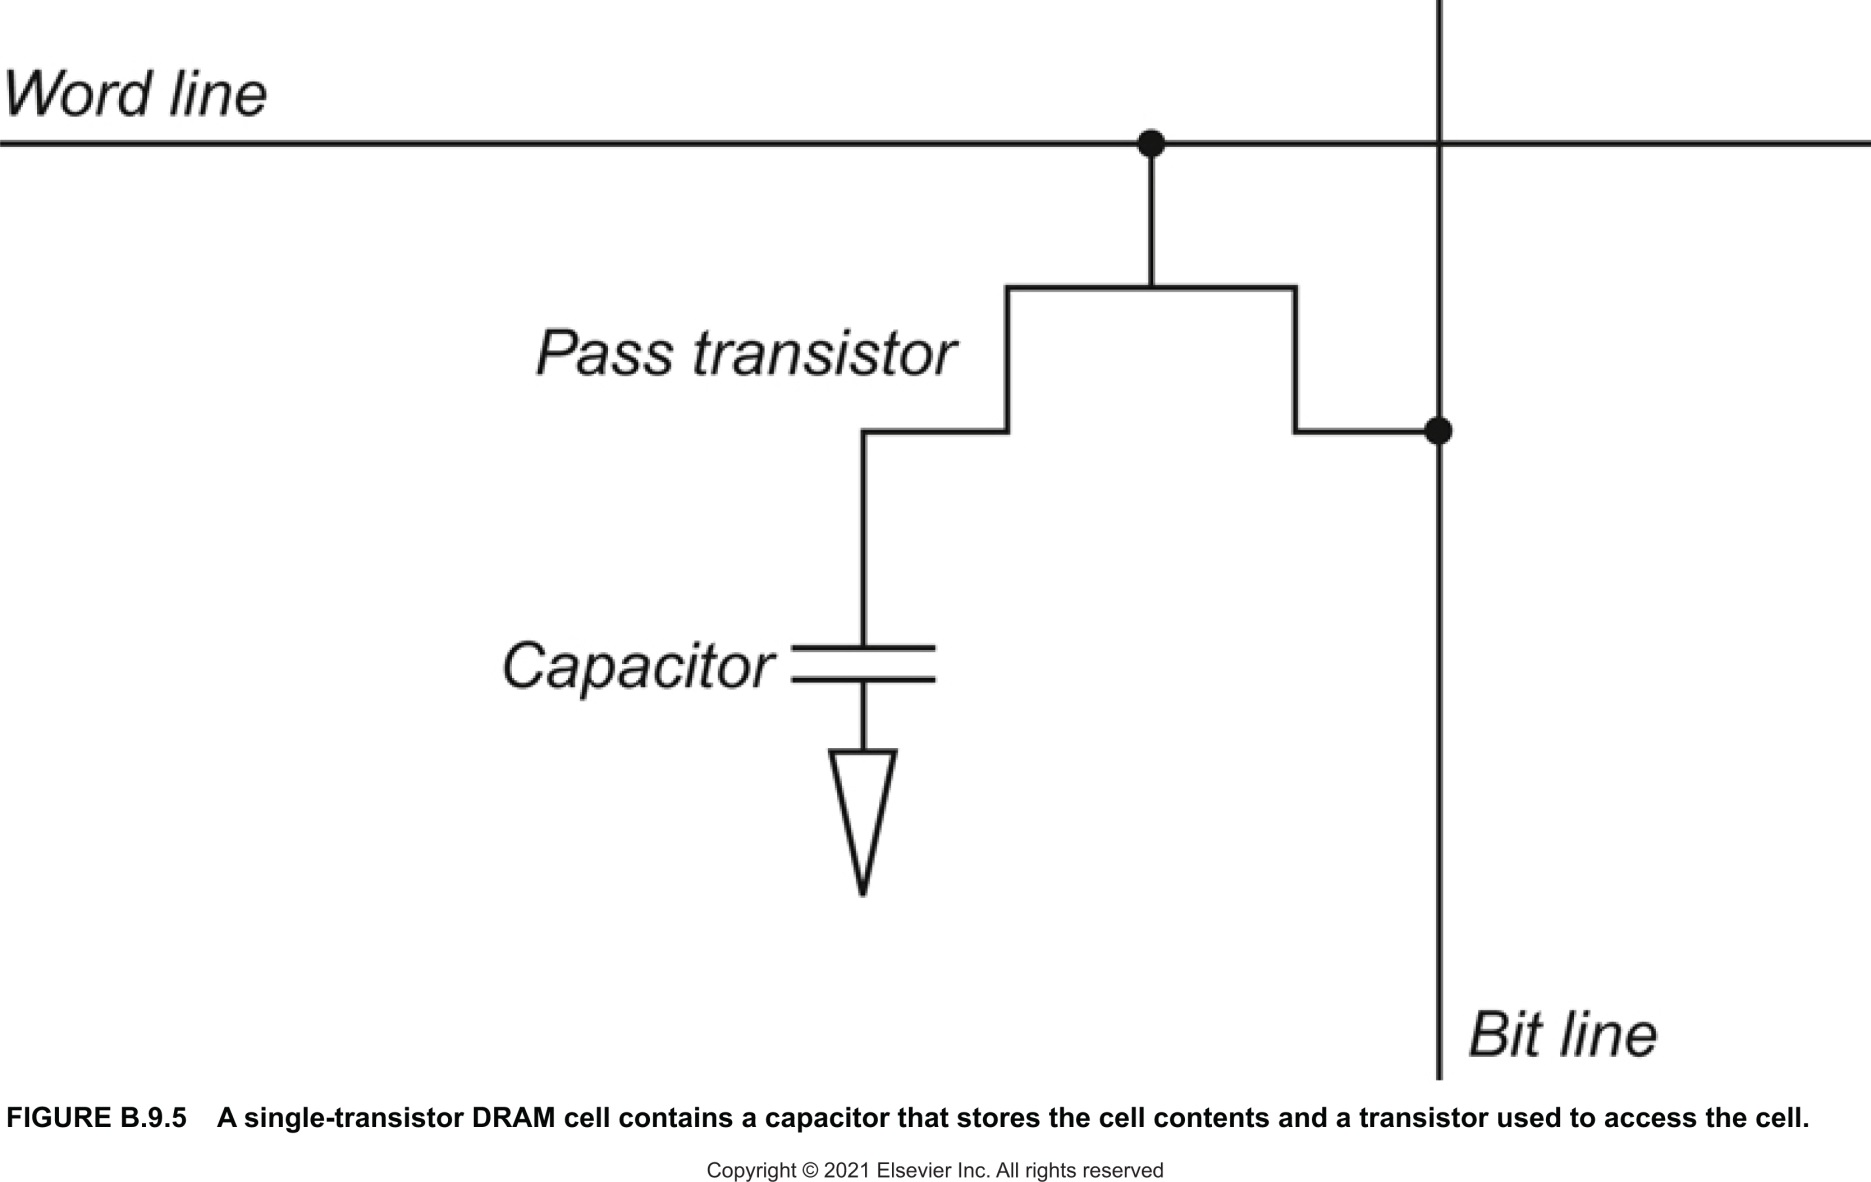 Word line
Pass transistor
Capacitor
Bit line
FIGURE B.9.5 A single-transistor DRAM cell contains a capacitor that stores the cell contents and a transistor used to access the cell.
Copyright © 2021 Elsevier Inc. All rights reserved